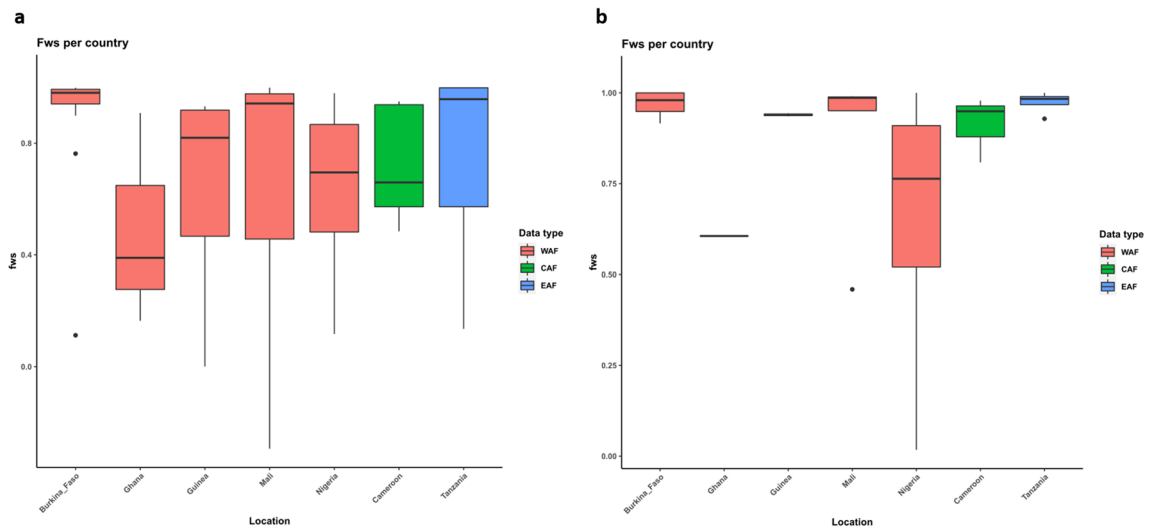 a
Fws per country
0.8
0.4
0.0
fws
Burkina_Faso
Ghana
Guinea
Mali
Nigeria
Cameroon
Tanzania
Location
Data type
WAF
CAF
EAF
b
Fws per country
1.00
0.75
0.50
0.25
0.00
fws
Burkina_Faso
Ghana
Guinea
Mali
Nigeria
Cameroon
Tanzania
Location
Data type
WAF
CAF
EAF